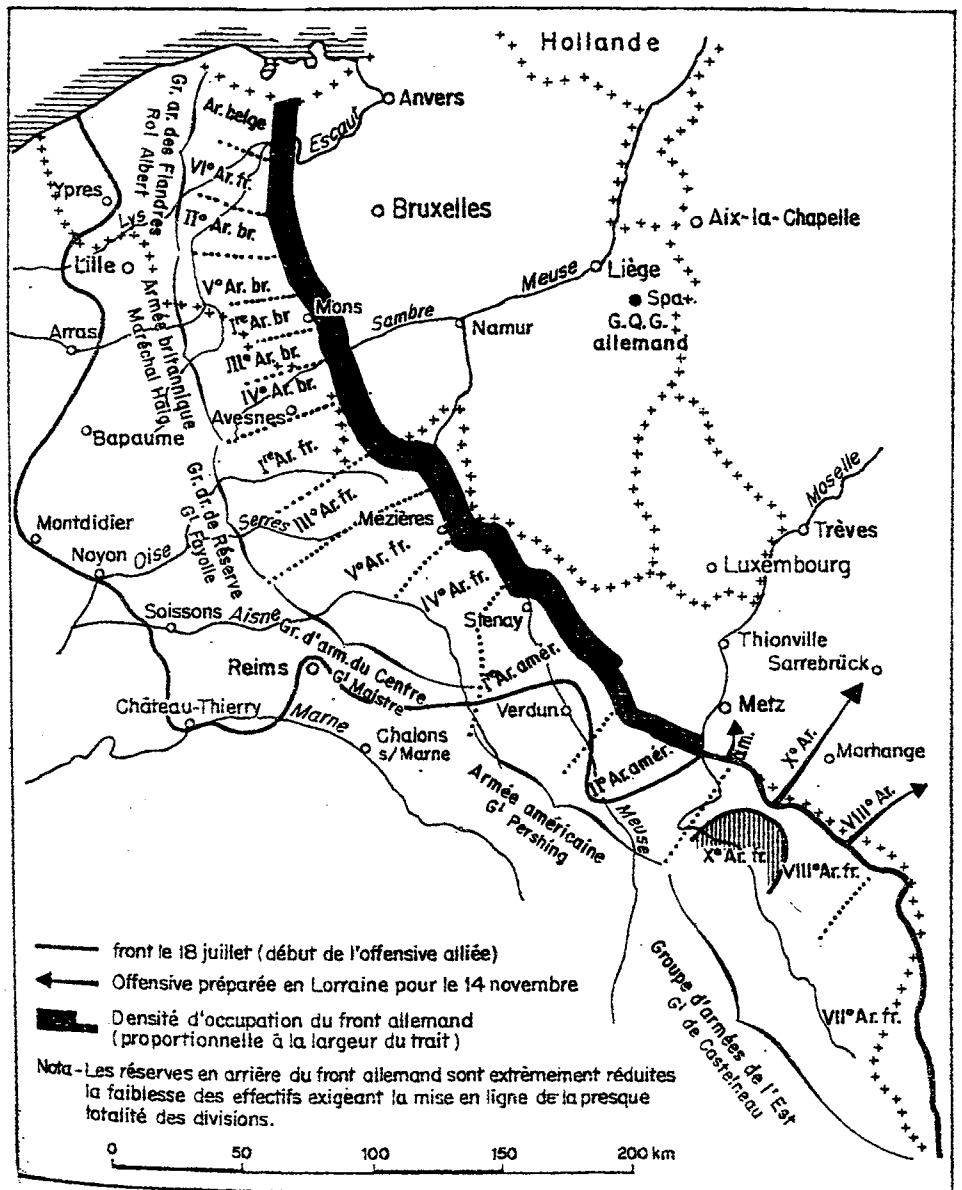 Hollande
Anvers
Escaut
Gr. ar. des Flandres
Roi Albert
Ar. belge
VIᵉ Ar. fr.
Ypres
Lys
IIᵉ Ar. br.
Bruxelles
Aix-la-Chapelle
Lille
Vᵉ Ar. br.
Meuse
Liège
Spa
G.Q.G.
allemand
Iʳᵉ Ar. br
Mons
Sambre
Namur
Arras
Armée britannique
Maréchal Haig
IIIᵉ Ar. br.
IVᵉ Ar. br.
Avesnes
Bapaume
Iʳᵉ Ar. fr.
Moselle
Gr. dr. de Réserve
Gˡ Fayolle
Serres
IIIᵉ Ar. fr.
Mézières
Trèves
Montdidier
Noyon
Oise
Vᵉ Ar. fr.
Luxembourg
IVᵉ Ar. fr.
Stenay
Soissons
Aisne
Gr. d'arm. du Centre
Gˡ Maistre
Thionville
Sarrebrück
Reims
Iʳᵉ Ar. amér.
Château-Thierry
Marne
Verdun
Metz
Chalons
s/Marne
am.
Xᵉ Ar.
Morhange
IIᵉ Ar. amér.
Armée américaine
Gˡ Pershing
Meuse
VIIIᵉ Ar.
Xᵉ Ar. fr.
VIIIᵉ Ar. fr.
Groupe d'armées de l'Est
Gˡ de Castelneau
VIIᵉ Ar. fr.
front le 18 juillet (début de l'offensive alliée)
Offensive préparée en Lorraine pour le 14 novembre
Densité d'occupation du front allemand
(proportionnelle à la largeur du trait)
Nota - Les réserves en arrière du front allemand sont extrèmement réduites
la faiblesse des effectifs exigeant la mise en ligne de la presque
totalité des divisions.
0 50 100 150 200 km